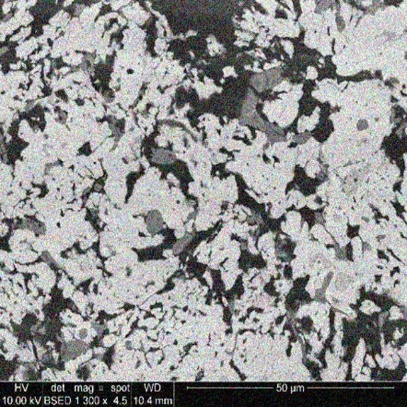 HV det mag ¤ spot WD 50 µm
10.00 kV BSED 1 300 x 4.5 10.4 mm